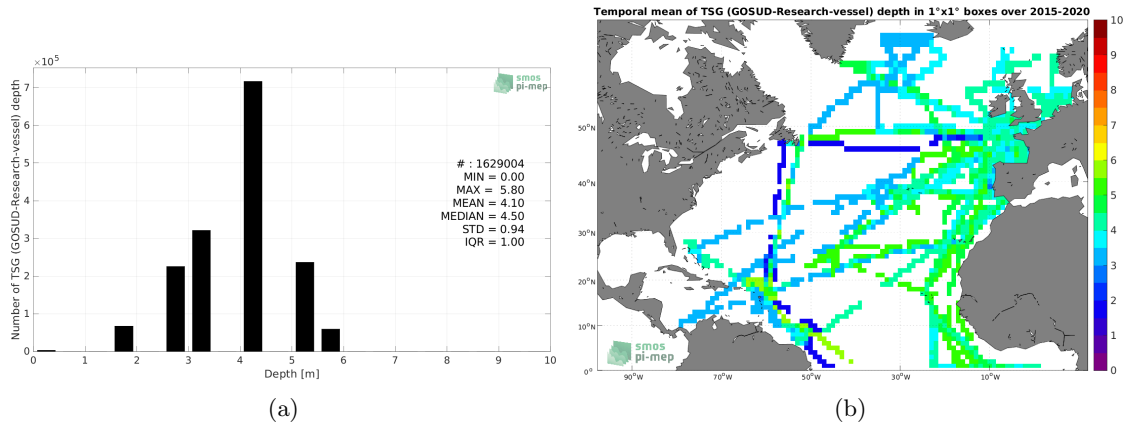 Temporal mean of TSG (GOSUD-Research-vessel) depth in 1°x1° boxes over 2015-2020
×10⁵
Number of TSG (GOSUD-Research-vessel) depth
7
6
5
4
3
2
1
0
smos
pi-mep
# : 1629004
MIN = 0.00
MAX = 5.80
MEAN = 4.10
MEDIAN = 4.50
STD = 0.94
IQR = 1.00
0 1 2 3 4 5 6 7 8 9 10
Depth [m]
(a)
50°N
40°N
30°N
20°N
10°N
0°
90°W 70°W 50°W 30°W 10°W
smos
pi-mep
10
9
8
7
6
5
4
3
2
1
0
(b)